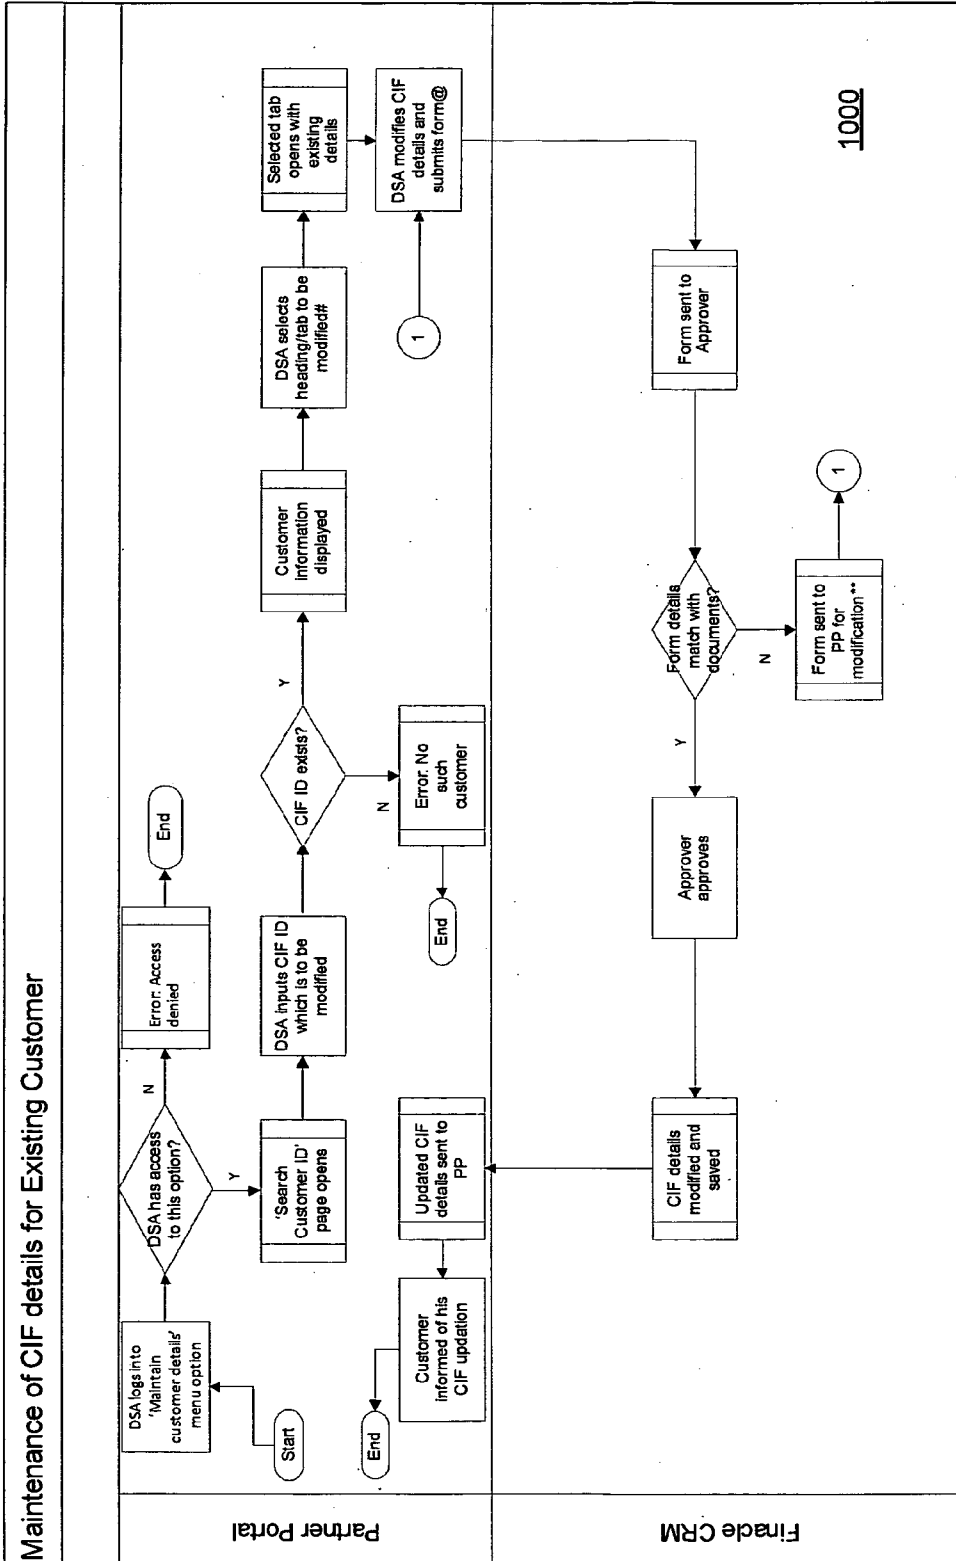 Maintenance of CIF details for Existing Customer
Partner Portal
Start
DSA logs into
'Maintain
customer details'
menu option
DSA has access
to this option?
N
Error: Access
denied
End
Y
'Search
Customer ID'
page opens
DSA inputs CIF ID
which is to be
modified
CIF ID exists?
N
Error: No
such
customer
End
Y
Customer
information
displayed
DSA selects
heading/tab to be
modified#
Selected tab
opens with
existing
details
1
DSA modifies CIF
details and
submits form@
End
Customer
informed of his
CIF updation
Updated CIF
details sent to
PP
Finacle CRM
CIF details
modified and
saved
Approver
approves
Y
Form details
match with
documents?
N
Form sent to
PP for
modification**
1
Form sent to
Approver
1000